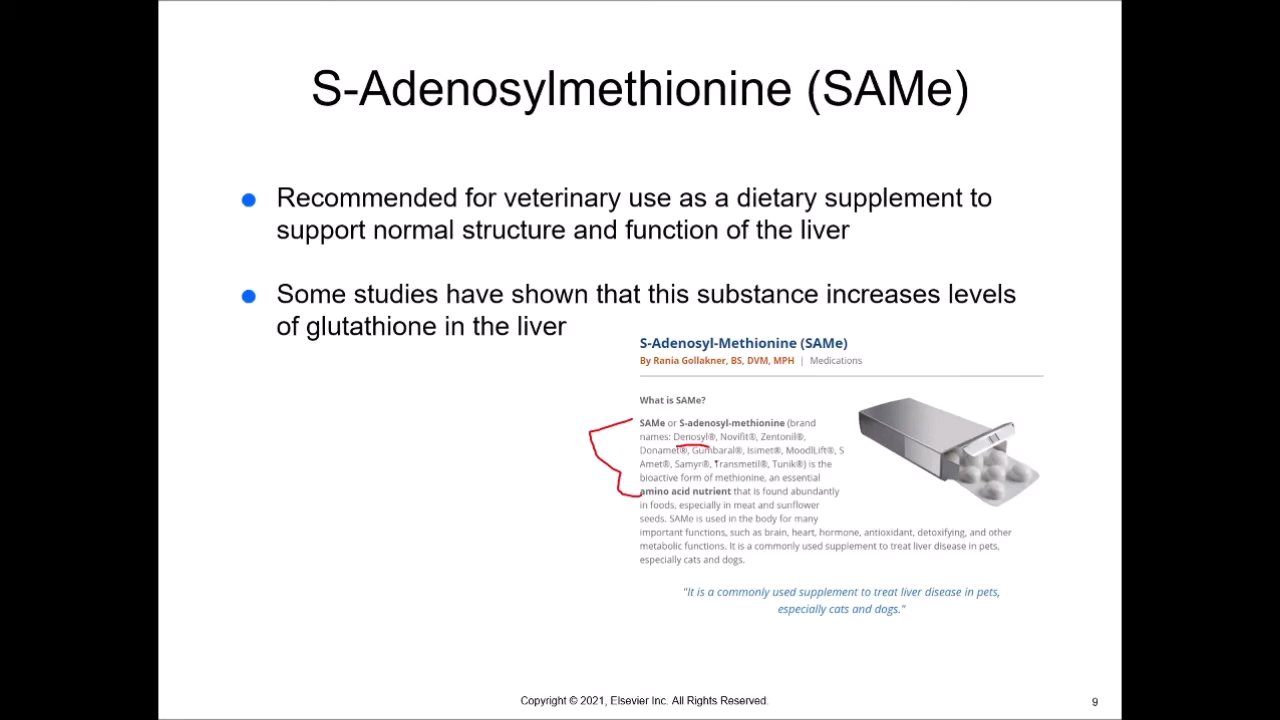 S-Adenosylmethionine (SAMe)
Recommended for veterinary use as a dietary supplement to
support normal structure and function of the liver
Some studies have shown that this substance increases levels
of glutathione in the liver
S-Adenosyl-Methionine (SAMe)
By Rania Gollakner, BS, DVM, MPH | Medications
What is SAMe?
SAMe or S-adenosyl-methionine (brand
names: Denosyl®, Novifit®, Zentonil®,
Donamet®, Gumbaral®, Isimet®, MoodlLift®, S
Amet®, Samyr®, Transmetil®, Tunik®) is the
bioactive form of methionine, an essential
amino acid nutrient that is found abundantly
in foods, especially in meat and sunflower
seeds. SAMe is used in the body for many
important functions, such as brain, heart, hormone, antioxidant, detoxifying, and other
metabolic functions. It is a commonly used supplement to treat liver disease in pets,
especially cats and dogs.
"It is a commonly used supplement to treat liver disease in pets,
especially cats and dogs."
Copyright © 2021, Elsevier Inc. All Rights Reserved.
9